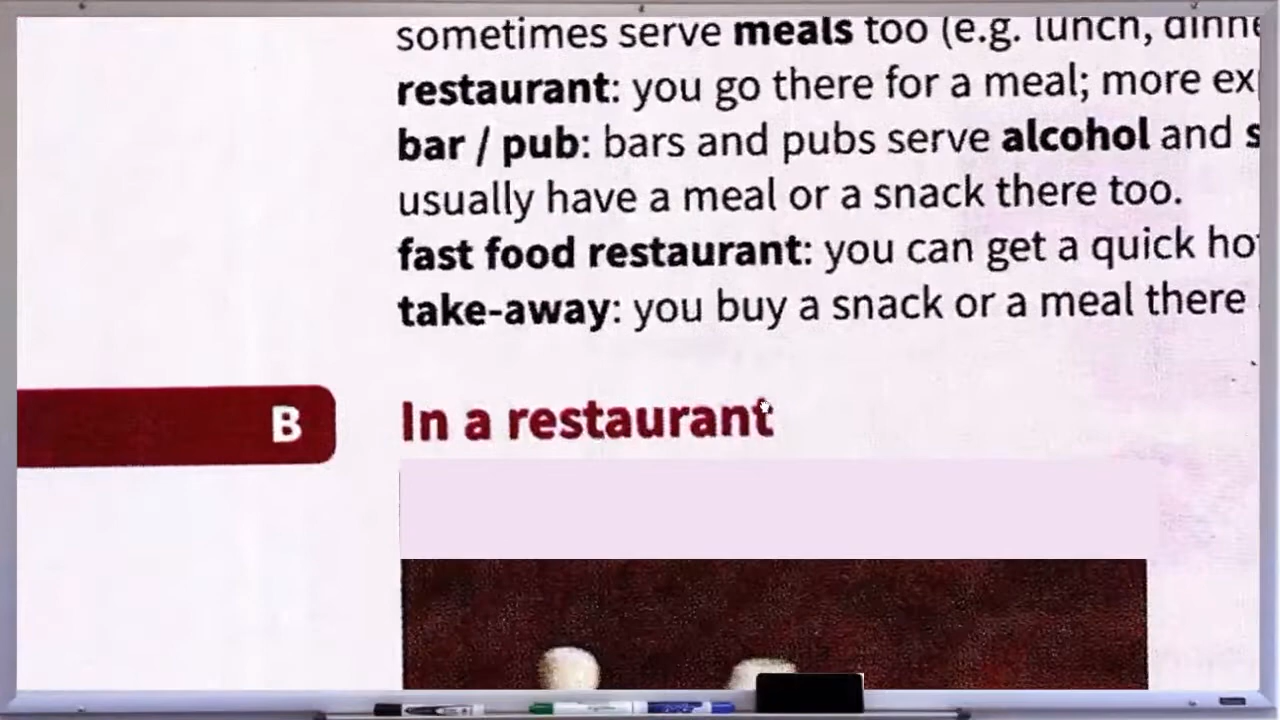 sometimes serve meals too (e.g. lunch,
restaurant: you go there for a meal; more
bar / pub: bars and pubs serve alcohol and
usually have a meal or a snack there too.
fast food restaurant: you can get a quick
take-away: you buy a snack or a meal there
B
In a restaurant